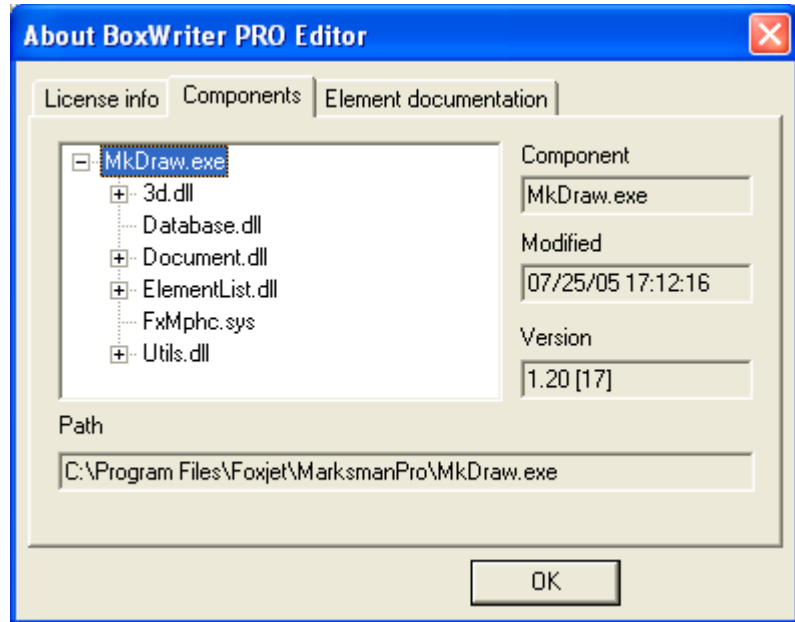 About BoxWriter PRO Editor
License info Components Element documentation
MkDraw.exe
3d.dll
Database.dll
Document.dll
ElementList.dll
FxMphc.sys
Utils.dll
Component
MkDraw.exe
Modified
07/25/05 17:12:16
Version
1.20 [17]
Path
C:\Program Files\Foxjet\MarksmanPro\MkDraw.exe
OK